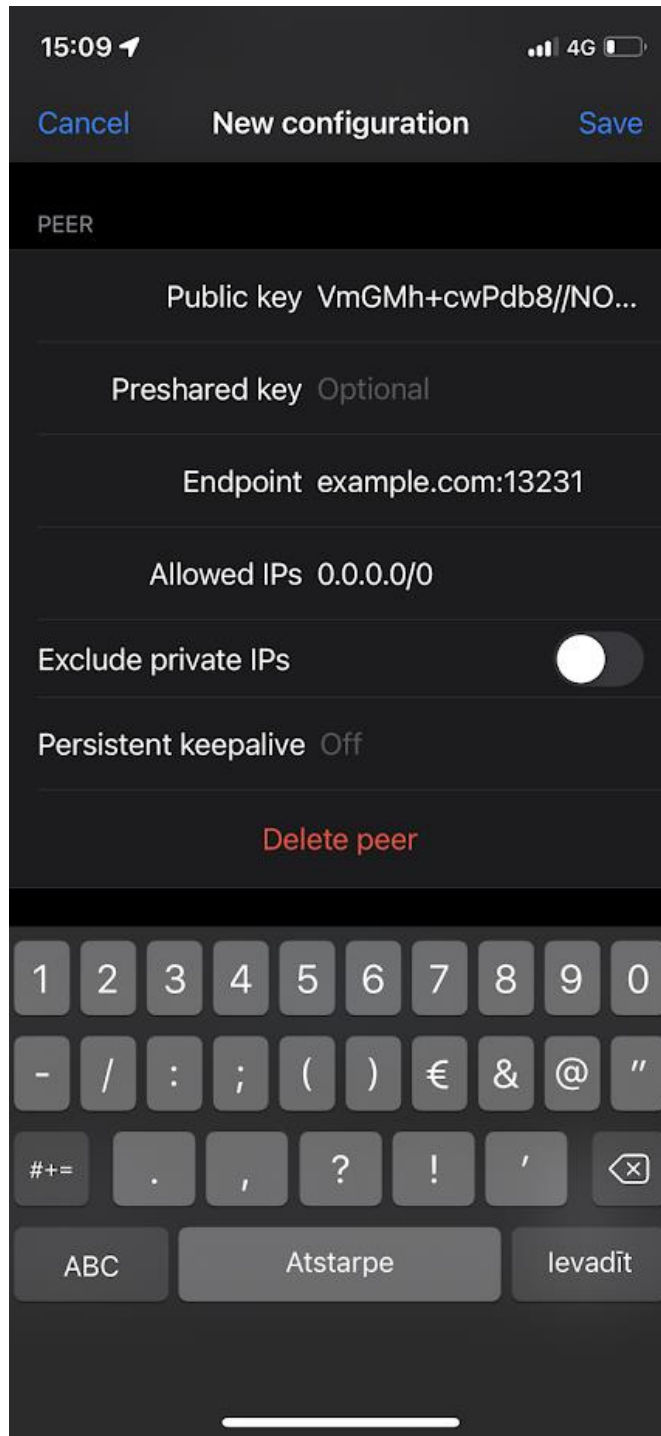 15:09 4G
Cancel New configuration Save
PEER
Public key VmGMh+cwPdb8//NO...
Preshared key Optional
Endpoint example.com:13231
Allowed IPs 0.0.0.0/0
Exclude private IPs
Persistent keepalive Off
Delete peer
1 2 3 4 5 6 7 8 9 0
- / : ; ( ) € & @ "
#+= . , ? ! '
ABC Atstarpe Ievadīt